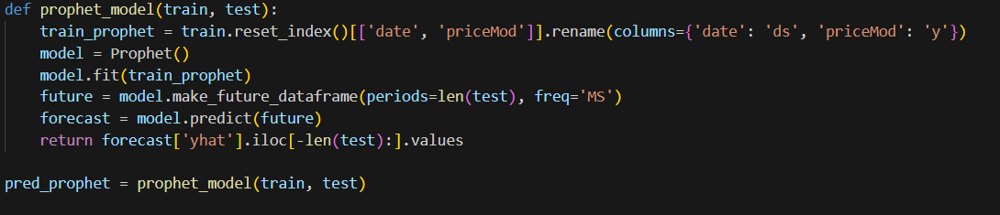 def prophet_model(train, test):
    train_prophet = train.reset_index()[['date', 'priceMod']].rename(columns={'date': 'ds', 'priceMod': 'y'})
    model = Prophet()
    model.fit(train_prophet)
    future = model.make_future_dataframe(periods=len(test), freq='MS')
    forecast = model.predict(future)
    return forecast['yhat'].iloc[-len(test):].values

pred_prophet = prophet_model(train, test)